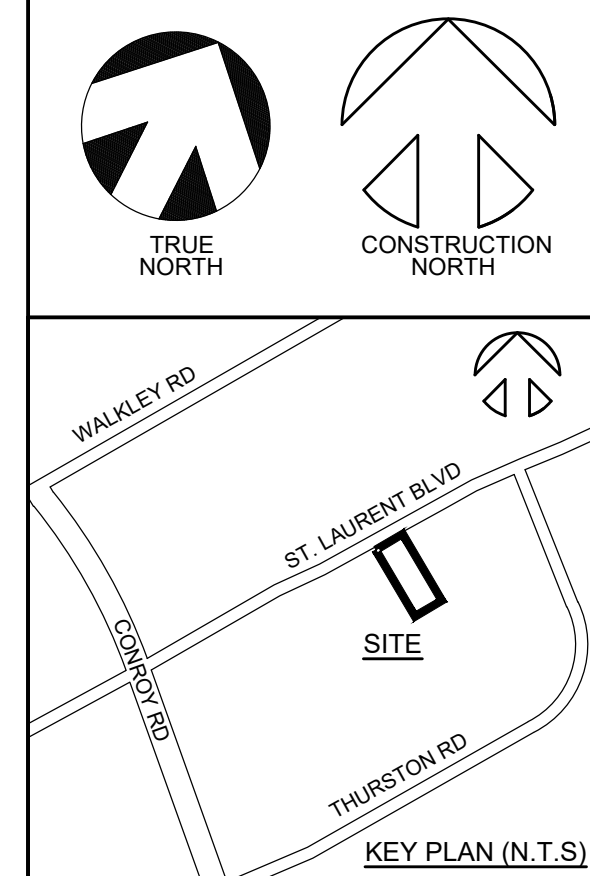 TRUE
NORTH
CONSTRUCTION
NORTH
WALKLEY RD
ST. LAURENT BLVD
SITE
CONROY RD
THURSTON RD
KEY PLAN (N.T.S)